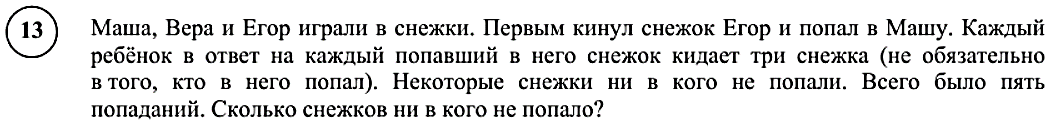 13 Маша, Вера и Егор играли в снежки. Первым кинул снежок Егор и попал в Машу. Каждый
ребёнок в ответ на каждый попавший в него снежок кидает три снежка (не обязательно
в того, кто в него попал). Некоторые снежки ни в кого не попали. Всего было пять
попаданий. Сколько снежков ни в кого не попало?